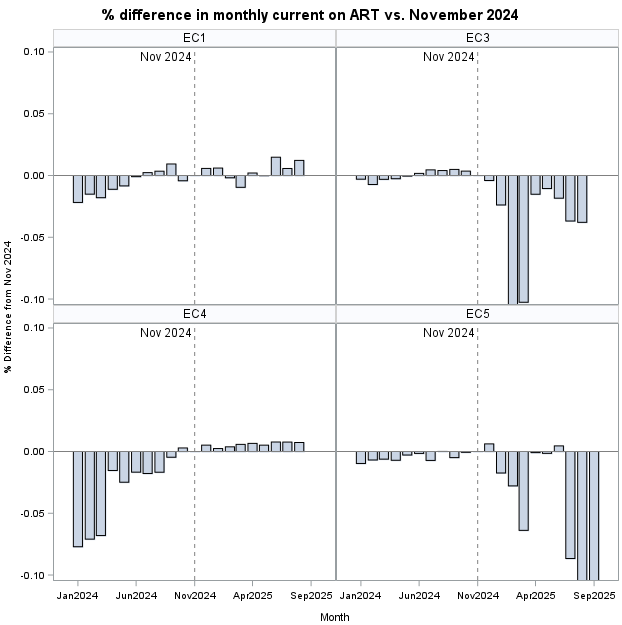 % difference in monthly current on ART vs. November 2024
EC1
EC3
0.10
Nov 2024
Nov 2024
0.05
0.00
-0.05
-0.10
EC4
EC5
0.10
Nov 2024
Nov 2024
0.05
0.00
-0.05
-0.10
% Difference from Nov 2024
Jan2024 Jun2024 Nov2024 Apr2025 Sep2025 Jan2024 Jun2024 Nov2024 Apr2025 Sep2025
Month